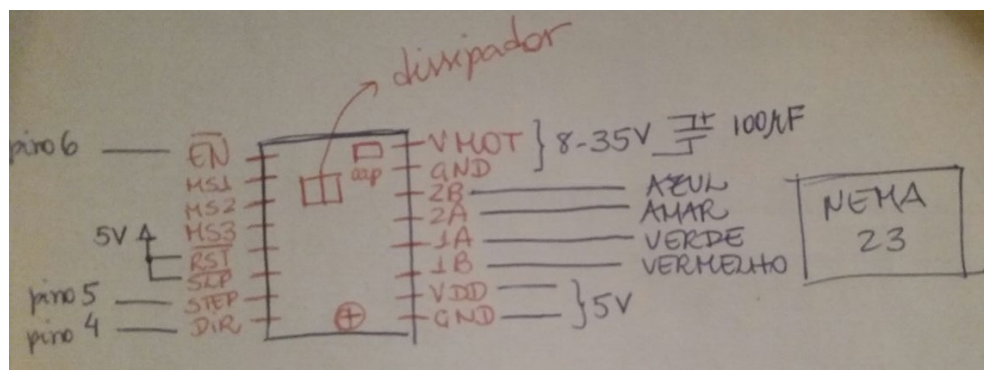 dissipador
pino 6 EN VMOT } 8-35V + 100µF
MS1 cap GND
MS2 2B AZUL
MS3 2A AMAR
5V RST 1A VERDE
SLP 1B VERMELHO
pino 5 STEP VDD } 5V
pino 4 DIR GND
NEMA
23